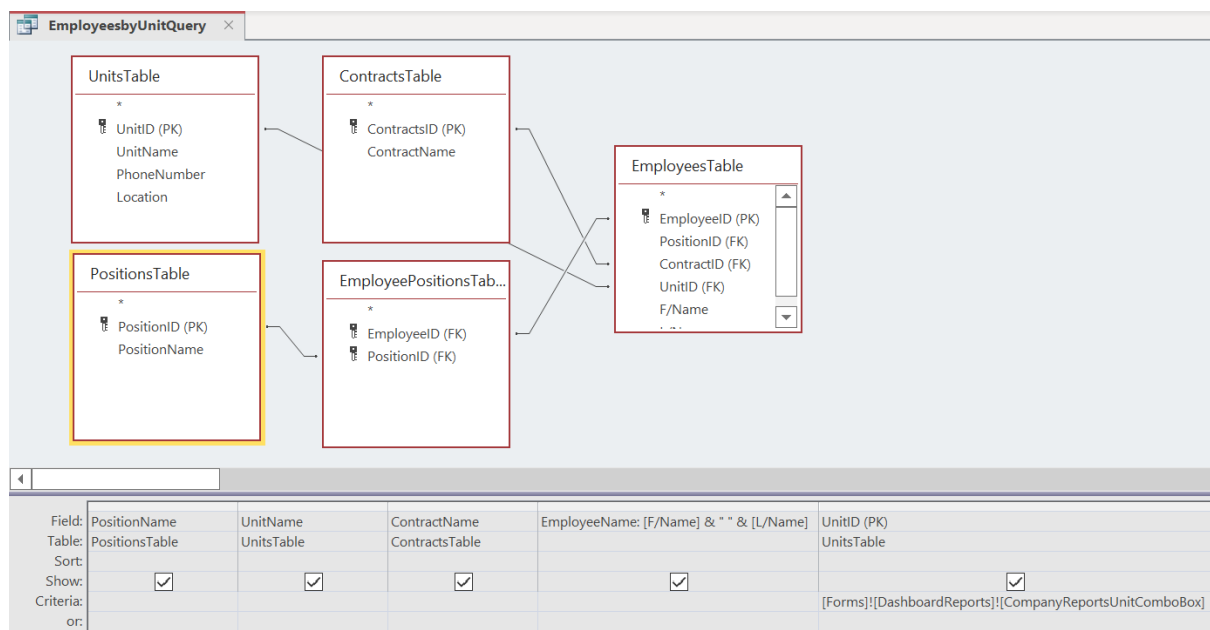 EmployeesbyUnitQuery ×
UnitsTable
*
UnitID (PK)
UnitName
PhoneNumber
Location
ContractsTable
*
ContractsID (PK)
ContractName
EmployeesTable
*
EmployeeID (PK)
PositionID (FK)
ContractID (FK)
UnitID (FK)
F/Name
PositionsTable
*
PositionID (PK)
PositionName
EmployeePositionsTab...
*
EmployeeID (FK)
PositionID (FK)
Field: PositionName UnitName ContractName EmployeeName: [F/Name] & " " & [L/Name] UnitID (PK)
Table: PositionsTable UnitsTable ContractsTable UnitsTable
Sort:
Show:
Criteria: [Forms]![DashboardReports]![CompanyReportsUnitComboBox]
or: